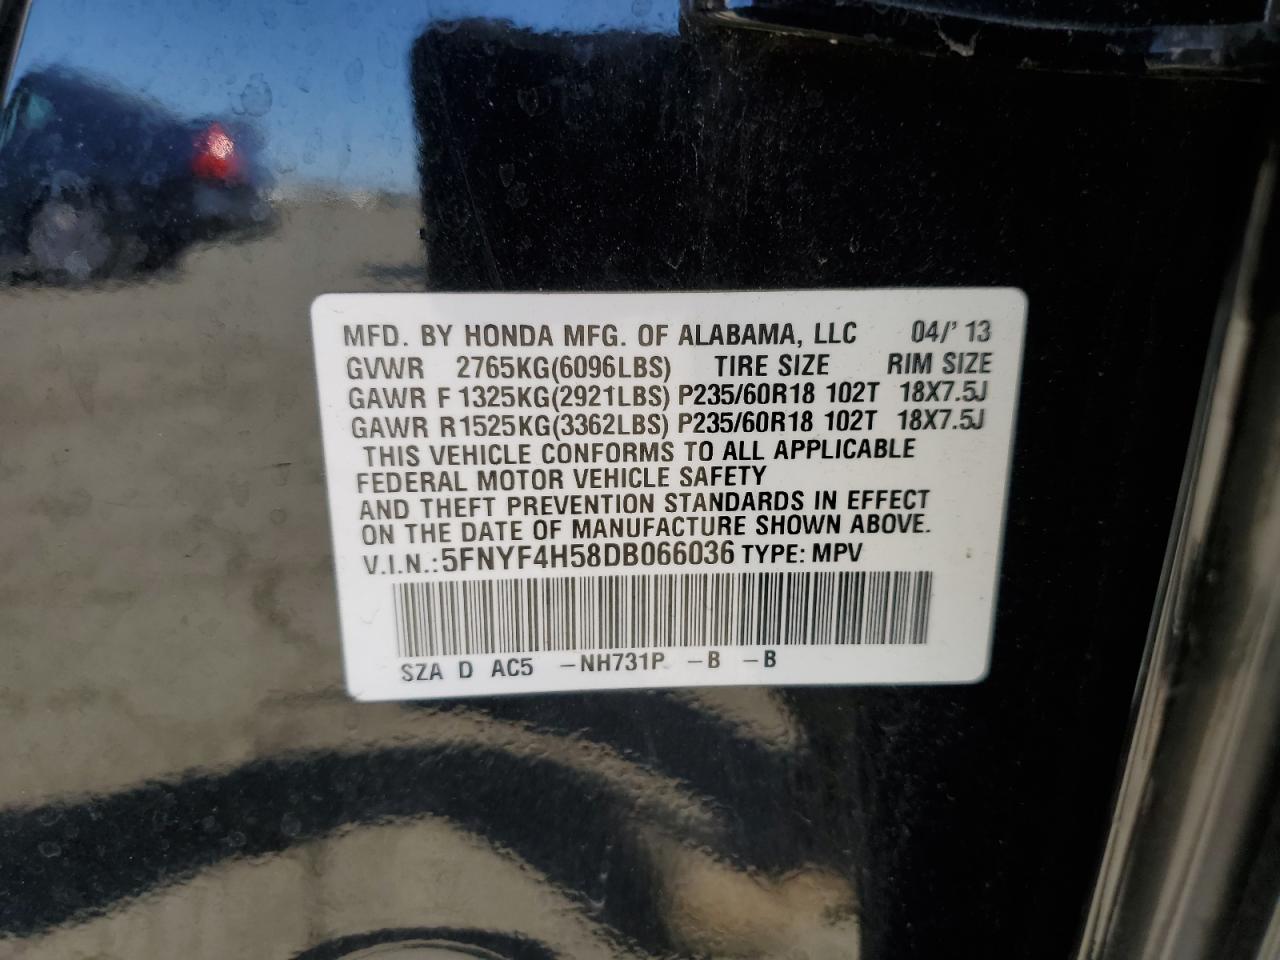 MFD. BY HONDA MFG. OF ALABAMA, LLC 04/' 13
GVWR 2765KG(6096LBS) TIRE SIZE RIM SIZE
GAWR F 1325KG(2921LBS) P235/60R18 102T 18X7.5J
GAWR R1525KG(3362LBS) P235/60R18 102T 18X7.5J
THIS VEHICLE CONFORMS TO ALL APPLICABLE
FEDERAL MOTOR VEHICLE SAFETY
AND THEFT PREVENTION STANDARDS IN EFFECT
ON THE DATE OF MANUFACTURE SHOWN ABOVE.
V.I.N.: 5FNYF4H58DB066036 TYPE: MPV
SZA D AC5 -NH731P -B -B